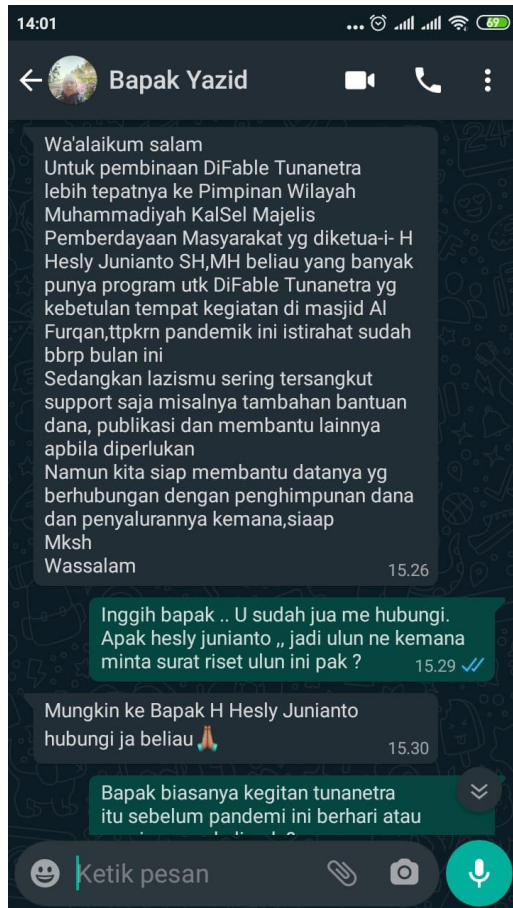 14:01
69
Bapak Yazid
Wa'alaikum salam
Untuk pembinaan DiFable Tunanetra
lebih tepatnya ke Pimpinan Wilayah
Muhammadiyah KalSel Majelis
Pemberdayaan Masyarakat yg diketua-i- H
Hesly Junianto SH,MH beliau yang banyak
punya program utk DiFable Tunanetra yg
kebetulan tempat kegiatan di masjid Al
Furqan,ttpkrn pandemik ini istirahat sudah
bbrp bulan ini
Sedangkan lazismu sering tersangkut
support saja misalnya tambahan bantuan
dana, publikasi dan membantu lainnya
apbila diperlukan
Namun kita siap membantu datanya yg
berhubungan dengan penghimpunan dana
dan penyalurannya kemana,siaap
Mksh
Wassalam
15.26
Inggih bapak .. U sudah jua me hubungi.
Apak hesly junianto ,, jadi ulun ne kemana
minta surat riset ulun ini pak ?
15.29
Mungkin ke Bapak H Hesly Junianto
hubungi ja beliau🙏🏽
15.30
Bapak biasanya kegitan tunanetra
itu sebelum pandemi ini berhari atau
Ketik pesan